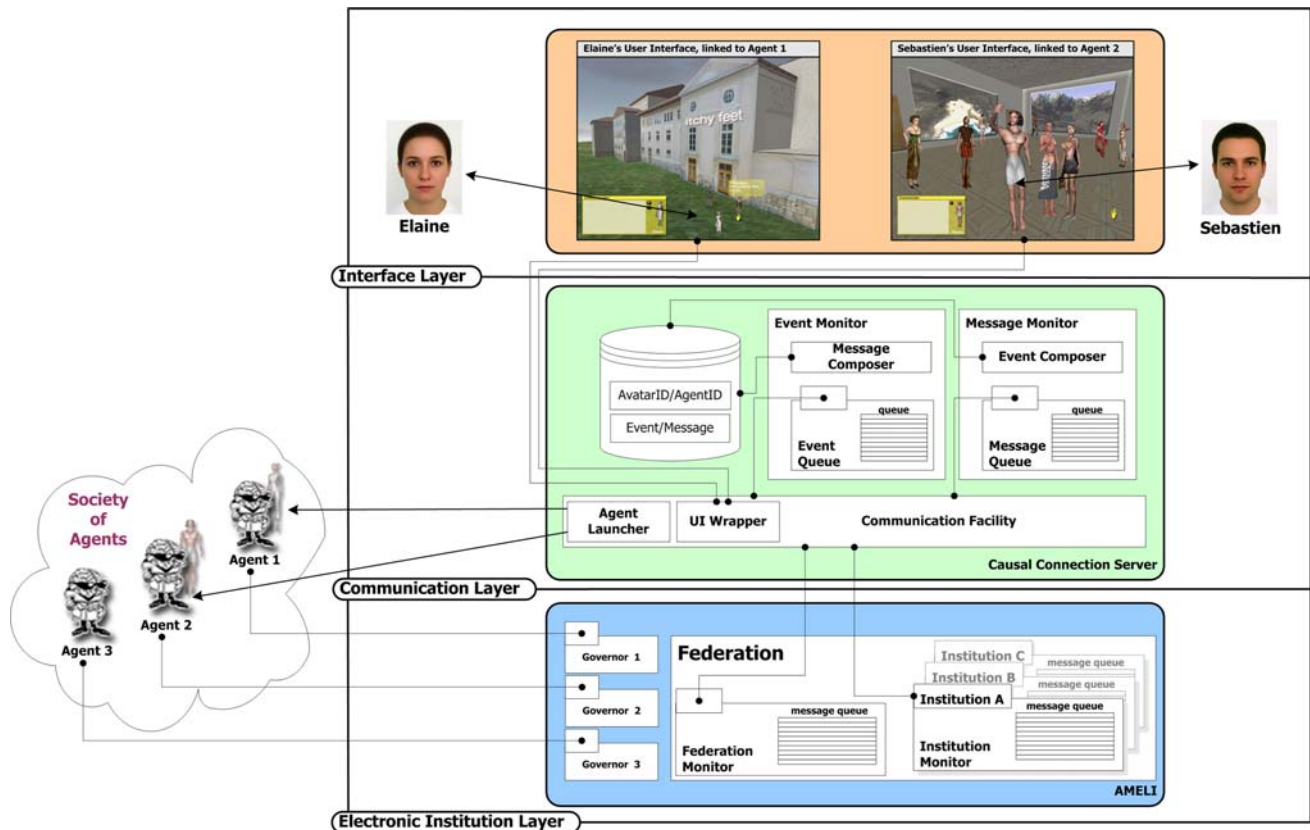 Elaine's User Interface, linked to Agent 1
Sebastien's User Interface, linked to Agent 2
itchy feet
Elaine
Sebastien
Interface Layer
Event Monitor
Message Monitor
Message
Composer
Event Composer
AvatarID/AgentID
Event/Message
queue
Event
Queue
queue
Message
Queue
Agent
Launcher
UI Wrapper
Communication Facility
Causal Connection Server
Society
of
Agents
Agent 1
Agent 2
Agent 3
Communication Layer
Governor 1
Governor 2
Governor 3
Federation
message queue
Federation
Monitor
Institution C
message queue
Institution B
message queue
Institution A
message queue
Institution
Monitor
AMELI
Electronic Institution Layer